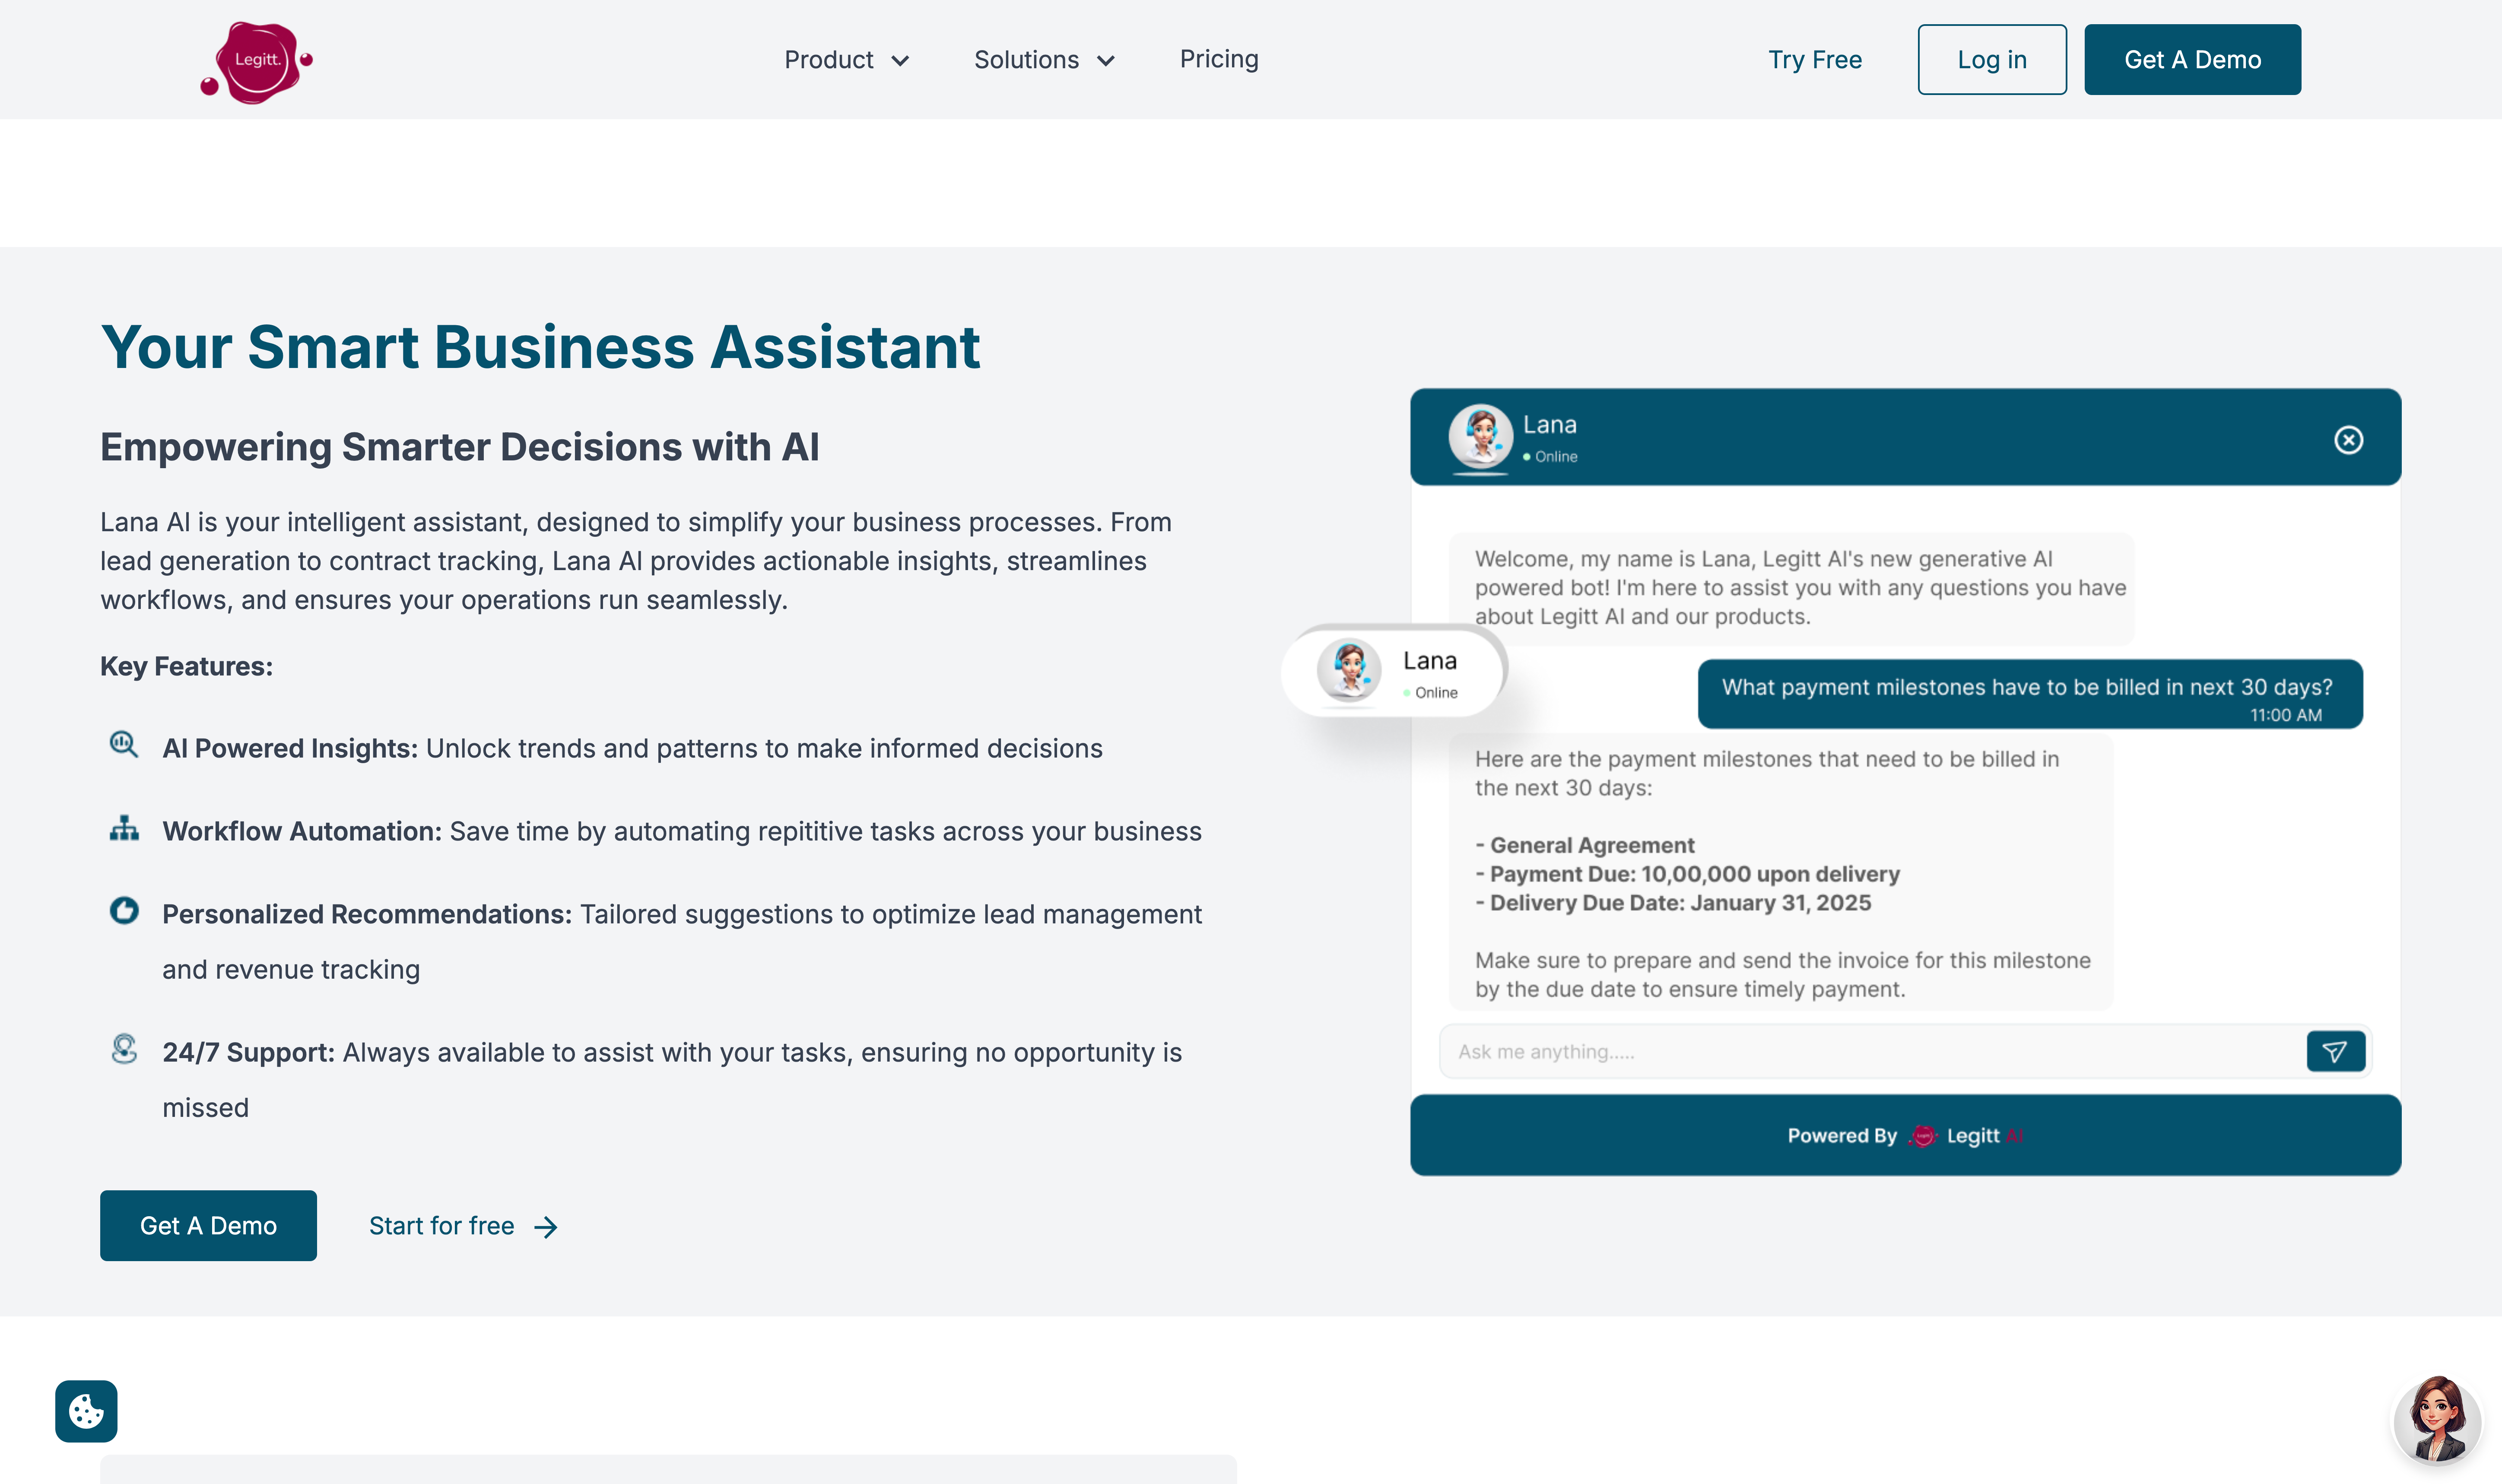 Legitt.
Product
Solutions
Pricing
Try Free
Log in
Get A Demo
Your Smart Business Assistant
Empowering Smarter Decisions with AI
Lana AI is your intelligent assistant, designed to simplify your business processes. From
lead generation to contract tracking, Lana AI provides actionable insights, streamlines
workflows, and ensures your operations run seamlessly.
Key Features:
AI Powered Insights: Unlock trends and patterns to make informed decisions
Workflow Automation: Save time by automating repititive tasks across your business
Personalized Recommendations: Tailored suggestions to optimize lead management
and revenue tracking
24/7 Support: Always available to assist with your tasks, ensuring no opportunity is
missed
Get A Demo
Start for free
Lana
Online
Welcome, my name is Lana, Legitt AI's new generative AI
powered bot! I'm here to assist you with any questions you have
about Legitt AI and our products.
Lana
Online
What payment milestones have to be billed in next 30 days?
11:00 AM
Here are the payment milestones that need to be billed in
the next 30 days:
- General Agreement
- Payment Due: 10,00,000 upon delivery
- Delivery Due Date: January 31, 2025
Make sure to prepare and send the invoice for this milestone
by the due date to ensure timely payment.
Ask me anything.....
Powered By Legitt AI